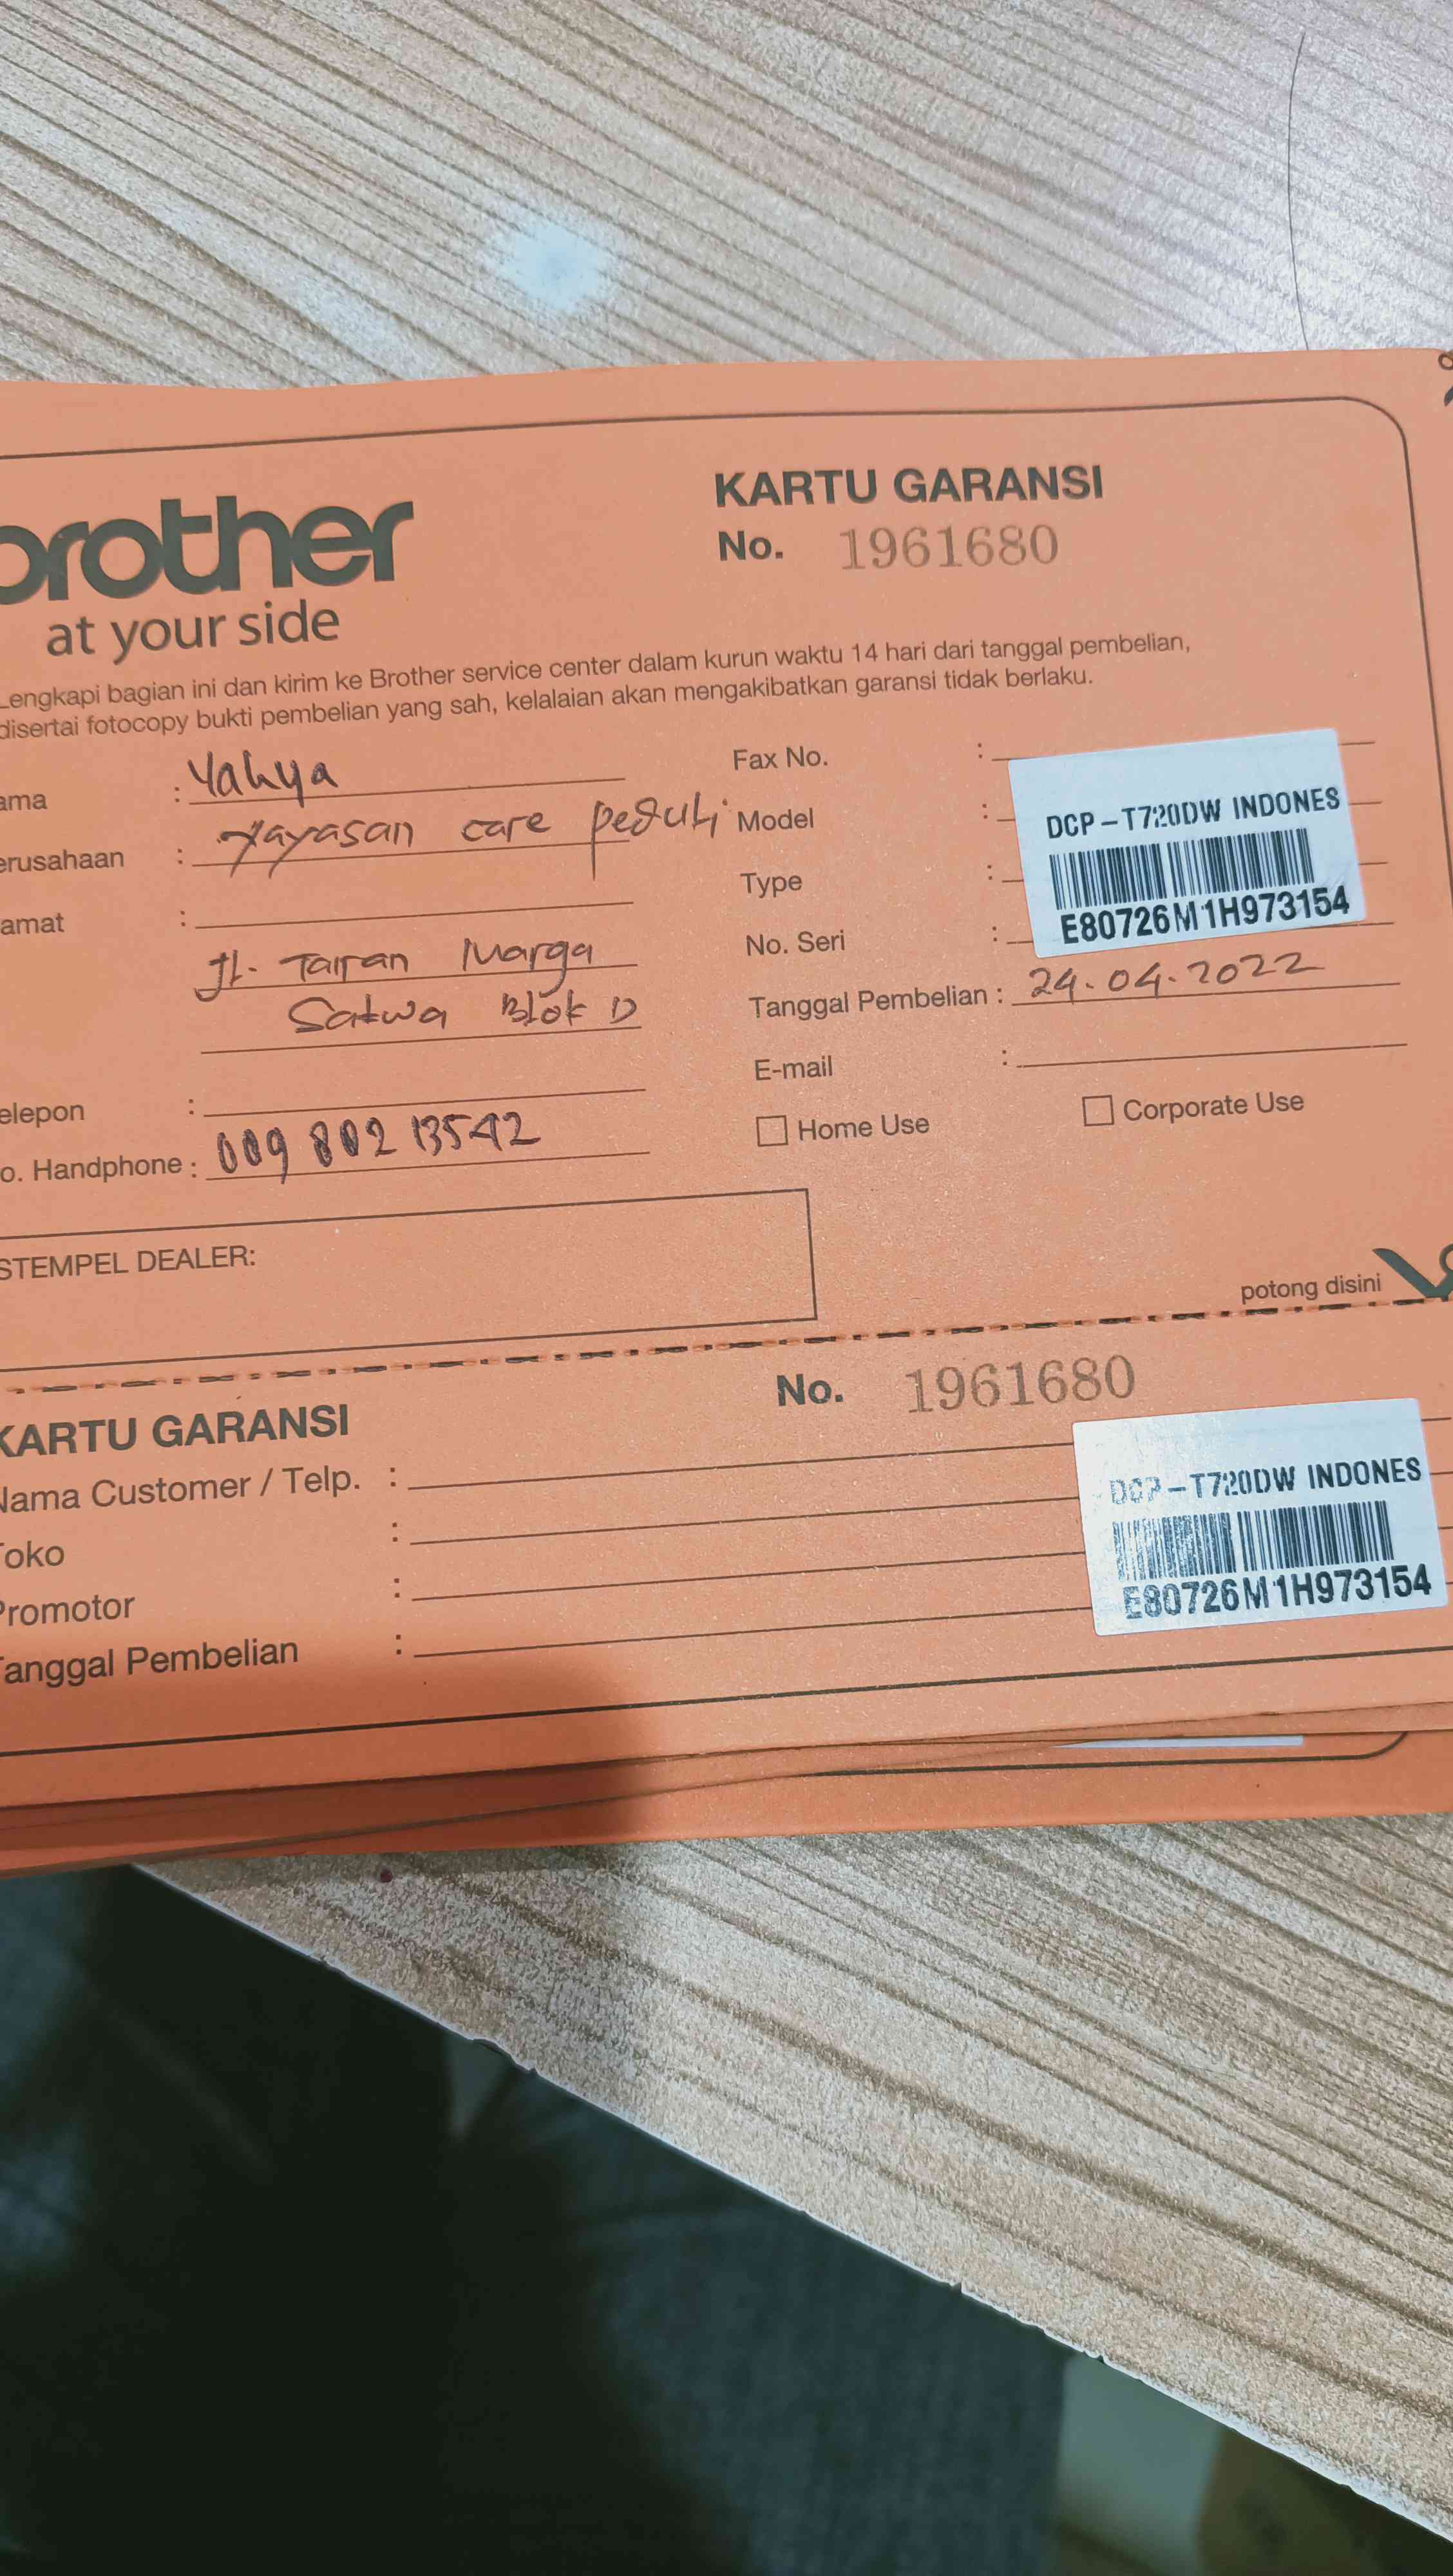 brother
at your side
KARTU GARANSI
No. 1961680
Lengkapi bagian ini dan kirim ke Brother service center dalam kurun waktu 14 hari dari tanggal pembelian,
disertai fotocopy bukti pembelian yang sah, kelalaian akan mengakibatkan garansi tidak berlaku.
ama : Yahya
erusahaan : Yayasan care peduli
amat :
Jl. Taman Marga
Satwa Blok D
elepon :
o. Handphone : 009 802 13542
Fax No. :
Model :
Type :
No. Seri :
DCP-T720DW INDONES
E80726M1H973154
Tanggal Pembelian : 24.04.2022
E-mail :
Home Use
Corporate Use
STEMPEL DEALER:
potong disini
KARTU GARANSI
No. 1961680
Nama Customer / Telp. :
Toko :
Promotor :
Tanggal Pembelian :
DCP-T720DW INDONES
E80726M1H973154